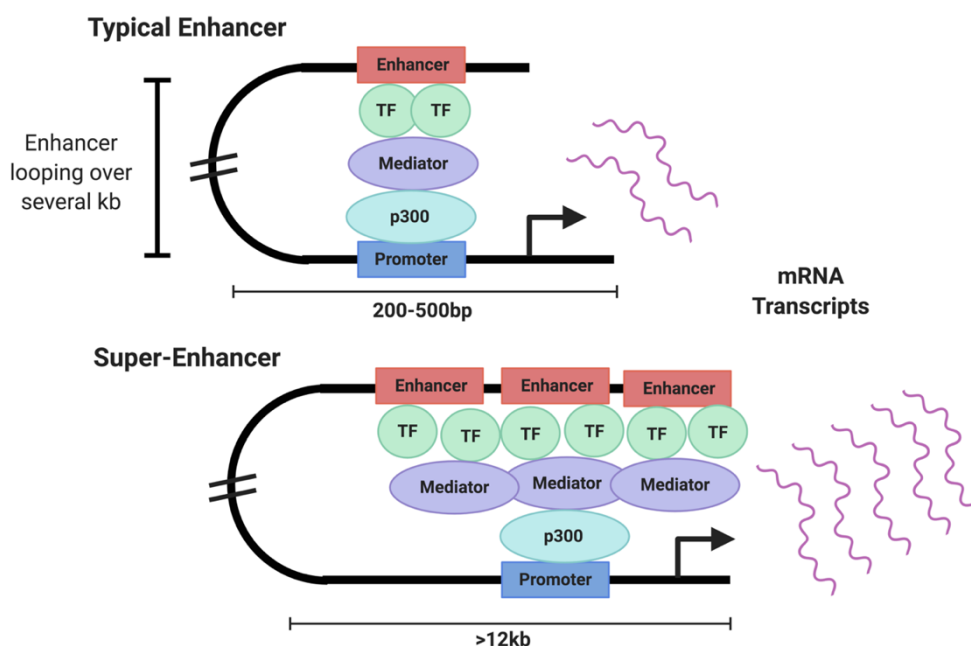 Typical Enhancer
Enhancer
TF TF
Enhancer
looping over
several kb
Mediator
p300
Promoter
200-500bp
mRNA
Transcripts
Super-Enhancer
Enhancer Enhancer Enhancer
TF TF TF TF TF TF
Mediator Mediator Mediator
p300
Promoter
>12kb